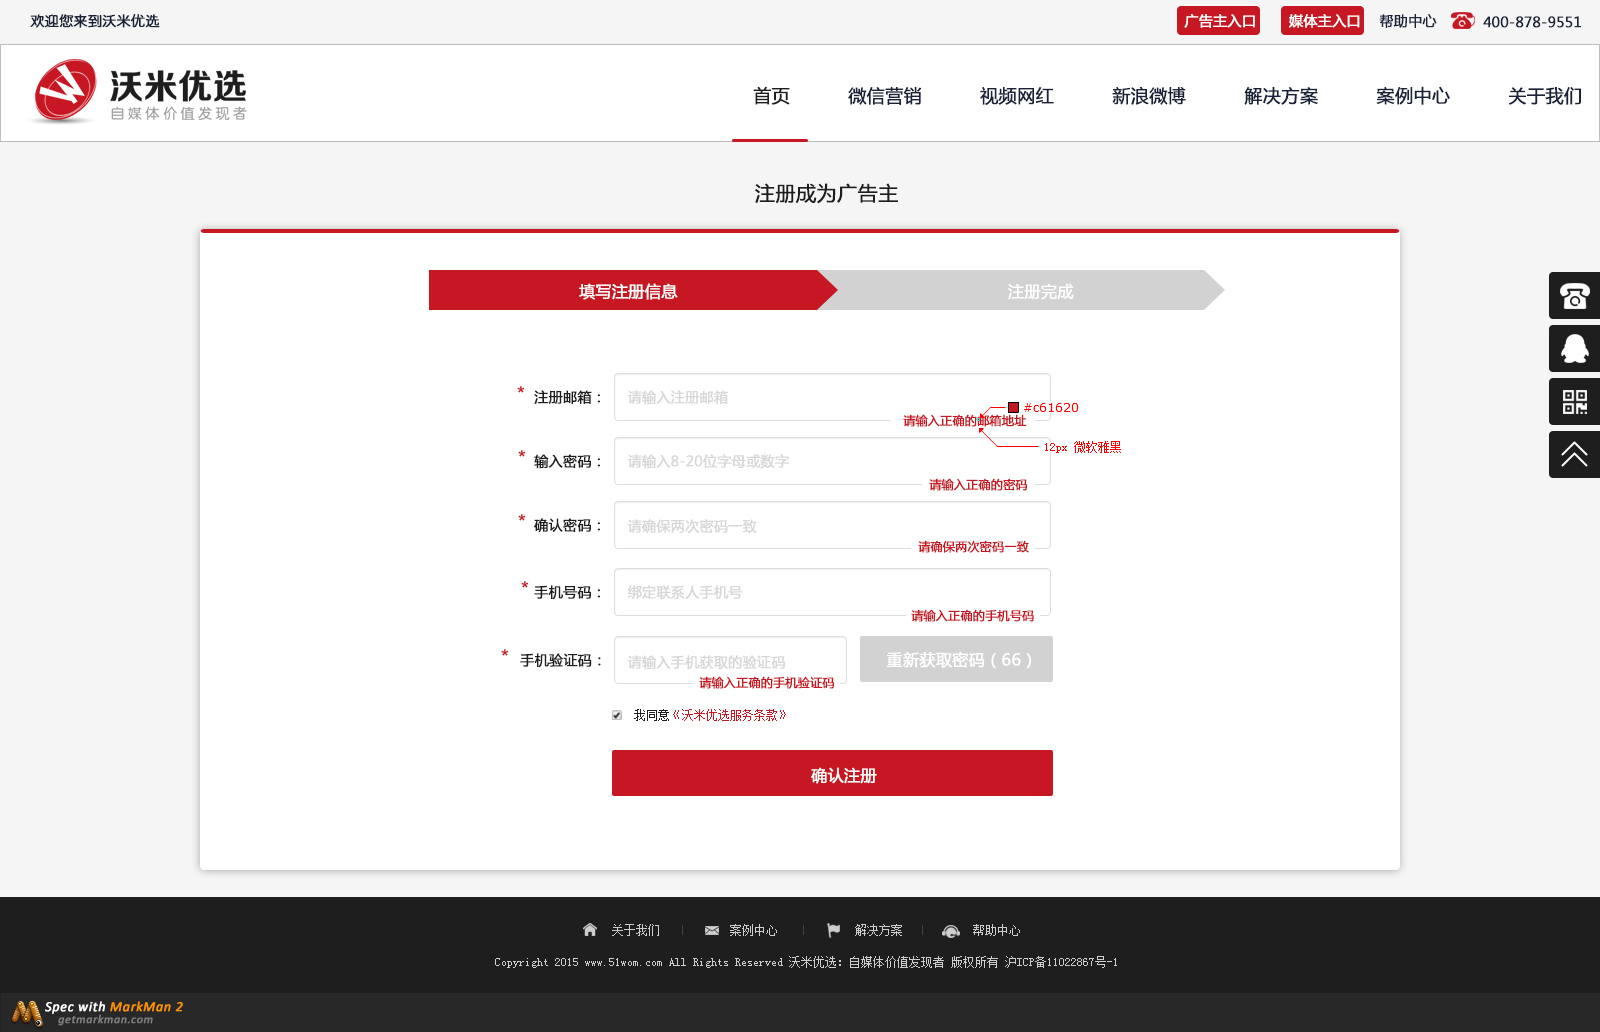 欢迎您来到沃米优选
广告主入口 媒体主入口 帮助中心 400-878-9551
沃米优选
自媒体价值发现者
首页 微信营销 视频网红 新浪微博 解决方案 案例中心 关于我们
注册成为广告主
填写注册信息 注册完成
* 注册邮箱： 请输入注册邮箱
#c61620
请输入正确的邮箱地址
12px 微软雅黑
* 输入密码： 请输入8-20位字母或数字
请输入正确的密码
* 确认密码： 请确保两次密码一致
请确保两次密码一致
* 手机号码： 绑定联系人手机号
请输入正确的手机号码
* 手机验证码： 请输入手机获取的验证码 重新获取密码（66）
请输入正确的手机验证码
我同意《沃米优选服务条款》
确认注册
关于我们 案例中心 解决方案 帮助中心
Copyright 2015 www.51wom.com All Rights Reserved 沃米优选：自媒体价值发现者 版权所有 沪ICP备11022867号-1
Spec with MarkMan 2
getmarkman.com